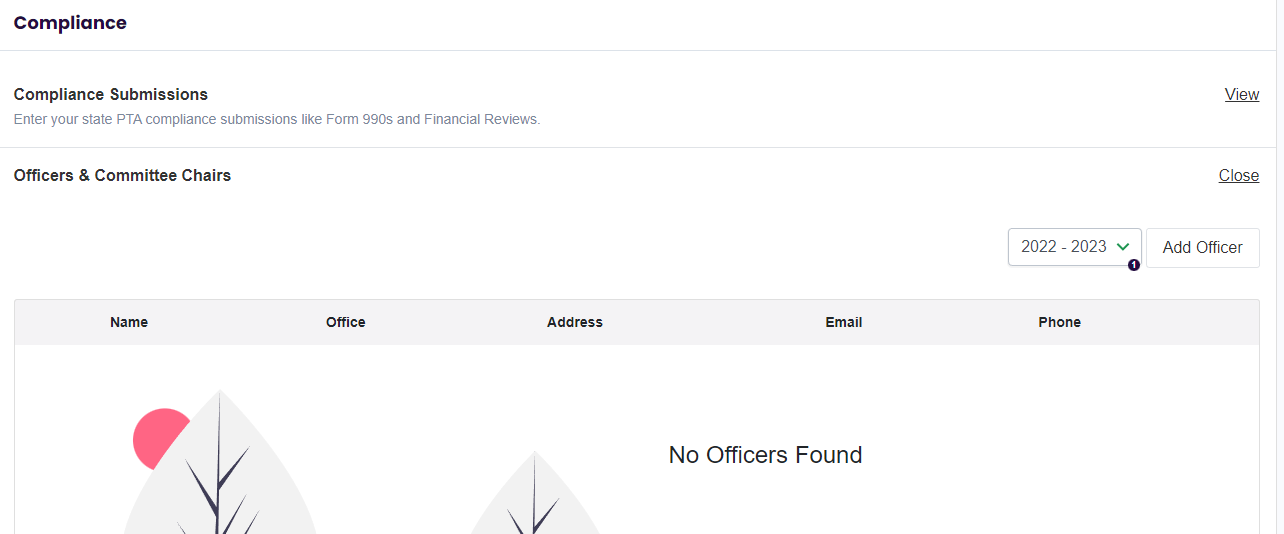 Compliance
Compliance Submissions View
Enter your state PTA compliance submissions like Form 990s and Financial Reviews.
Officers & Committee Chairs Close
2022 - 2023 Add Officer
1
Name Office Address Email Phone
No Officers Found